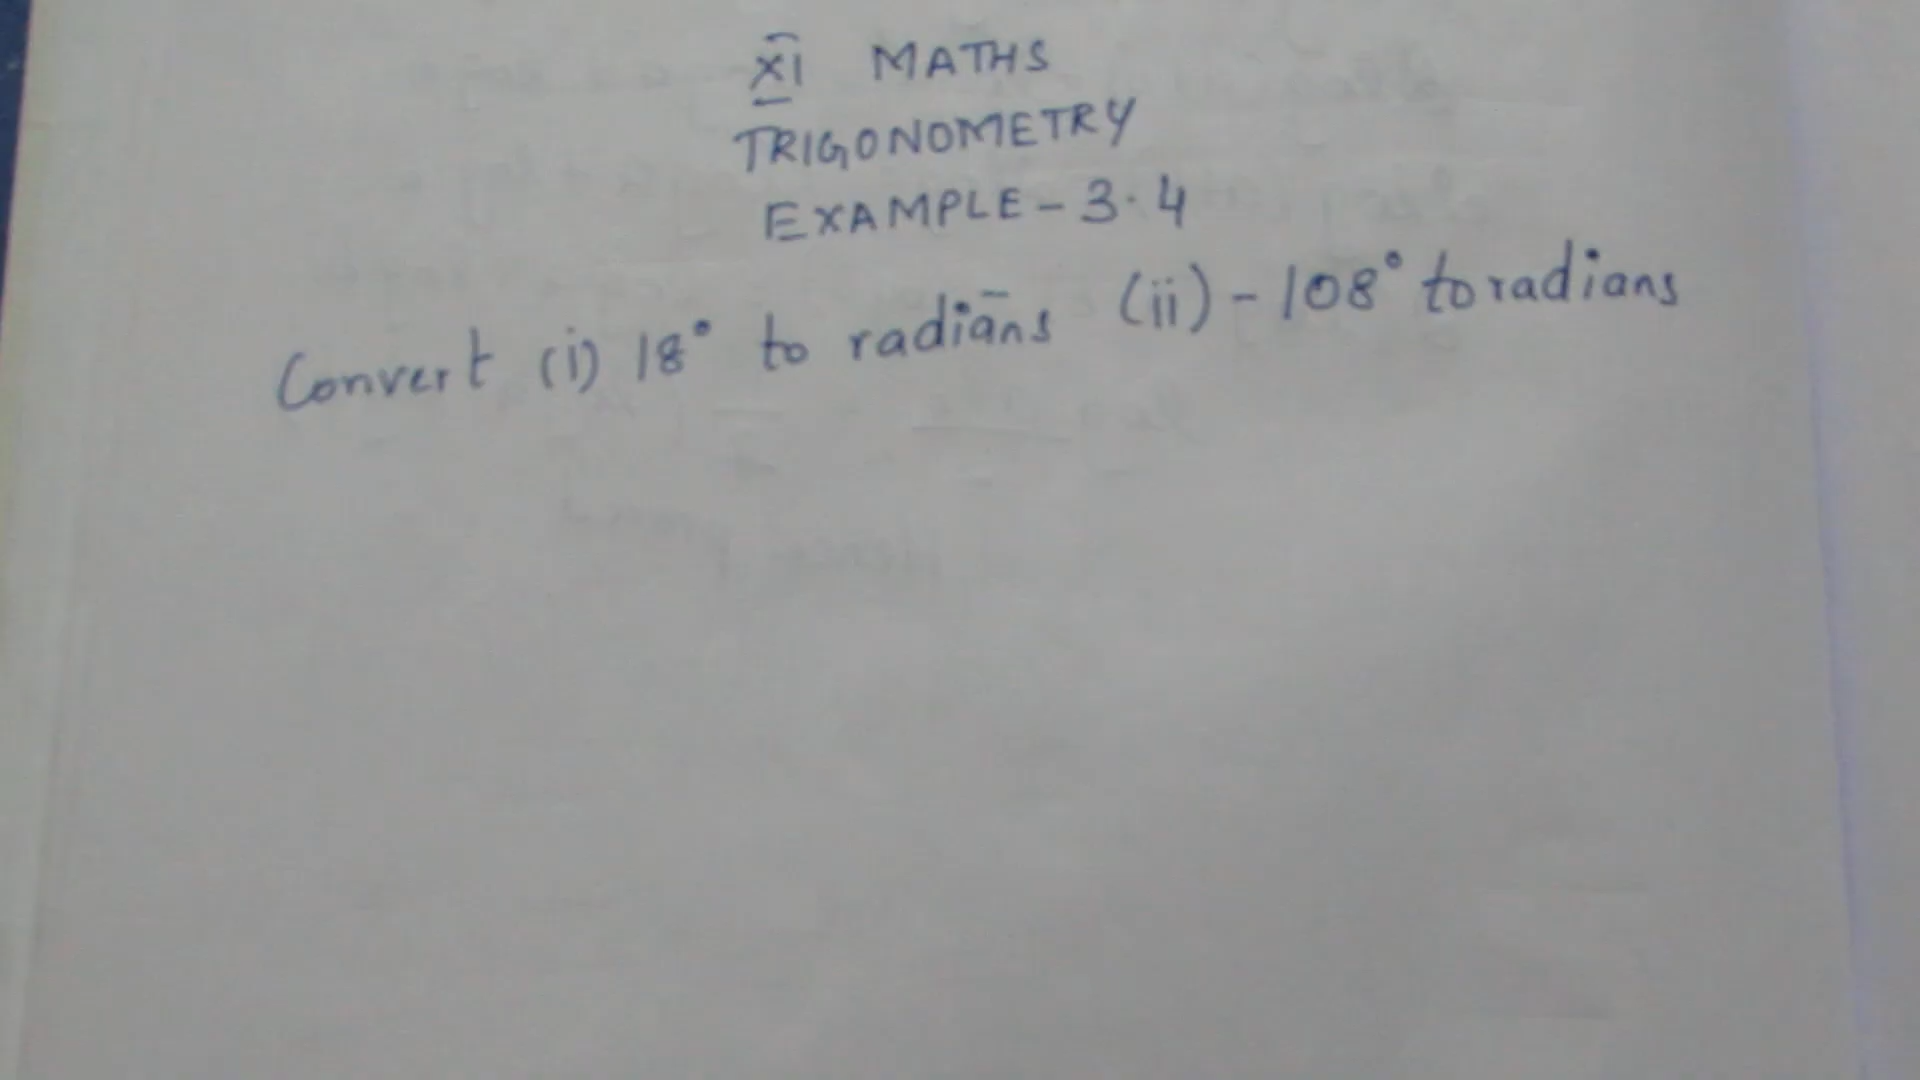 XI MATHS
TRIGONOMETRY
EXAMPLE - 3.4
Convert (i) 18° to radians (ii) - 108° to radians